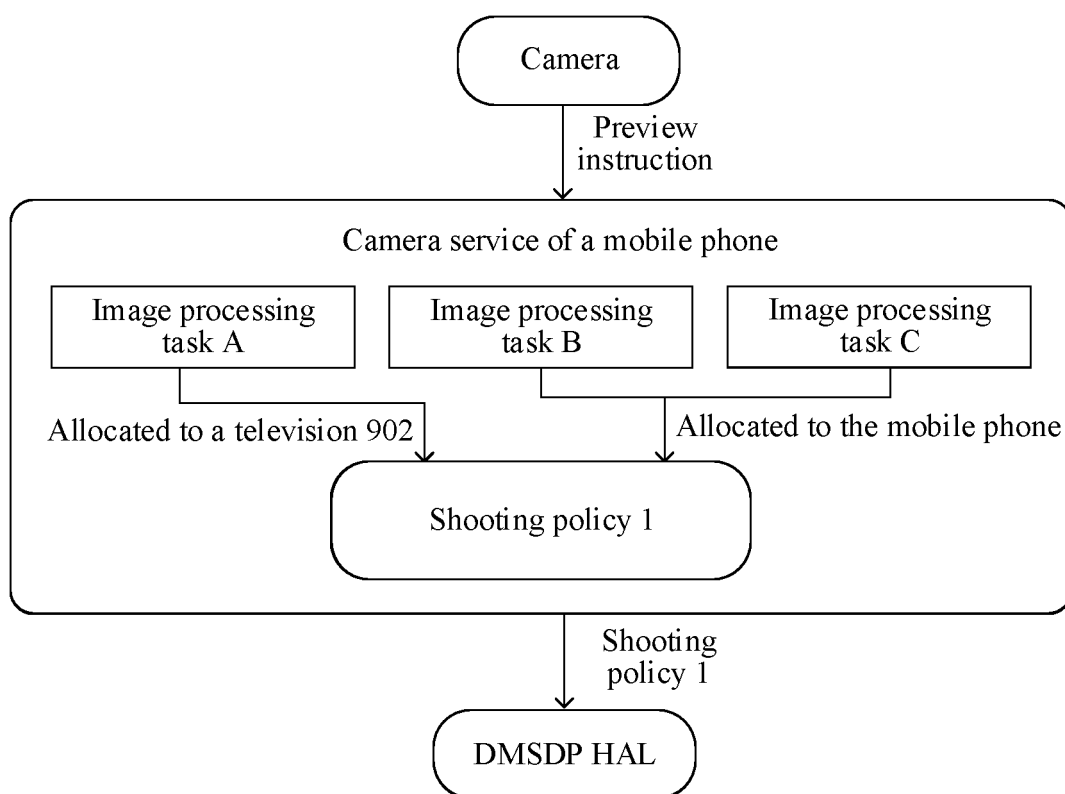 Camera
Preview
instruction
Camera service of a mobile phone
Image processing
task A
Image processing
task B
Image processing
task C
Allocated to a television 902
Allocated to the mobile phone
Shooting policy 1
Shooting
policy 1
DMSDP HAL